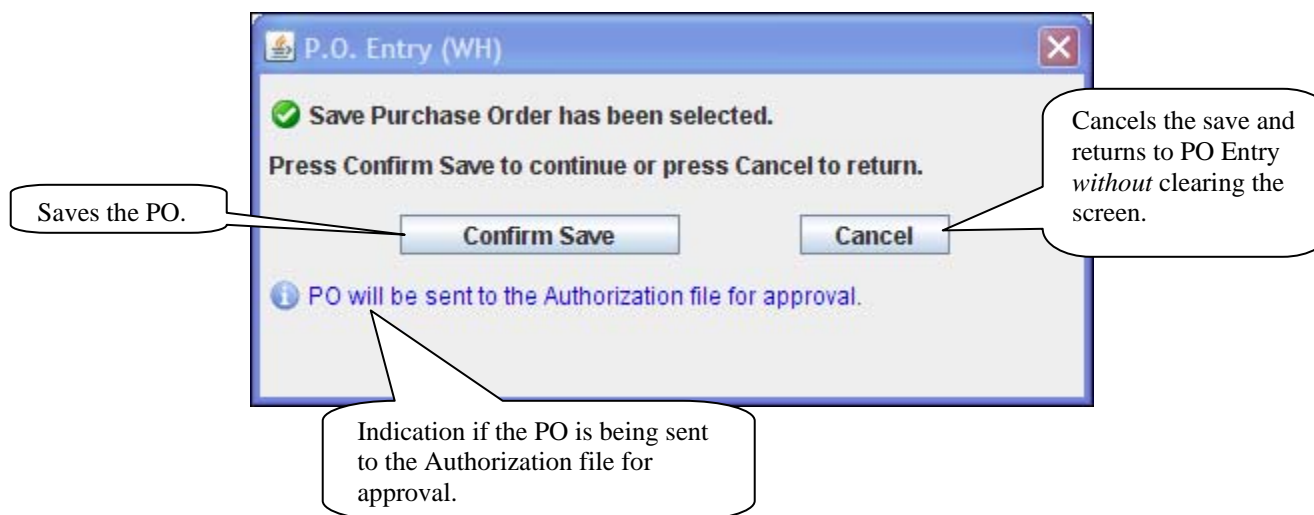 P.O. Entry (WH)
Save Purchase Order has been selected.
Press Confirm Save to continue or press Cancel to return.
Confirm Save
Cancel
PO will be sent to the Authorization file for approval.
Saves the PO.
Cancels the save and
returns to PO Entry
without clearing the
screen.
Indication if the PO is being sent
to the Authorization file for
approval.